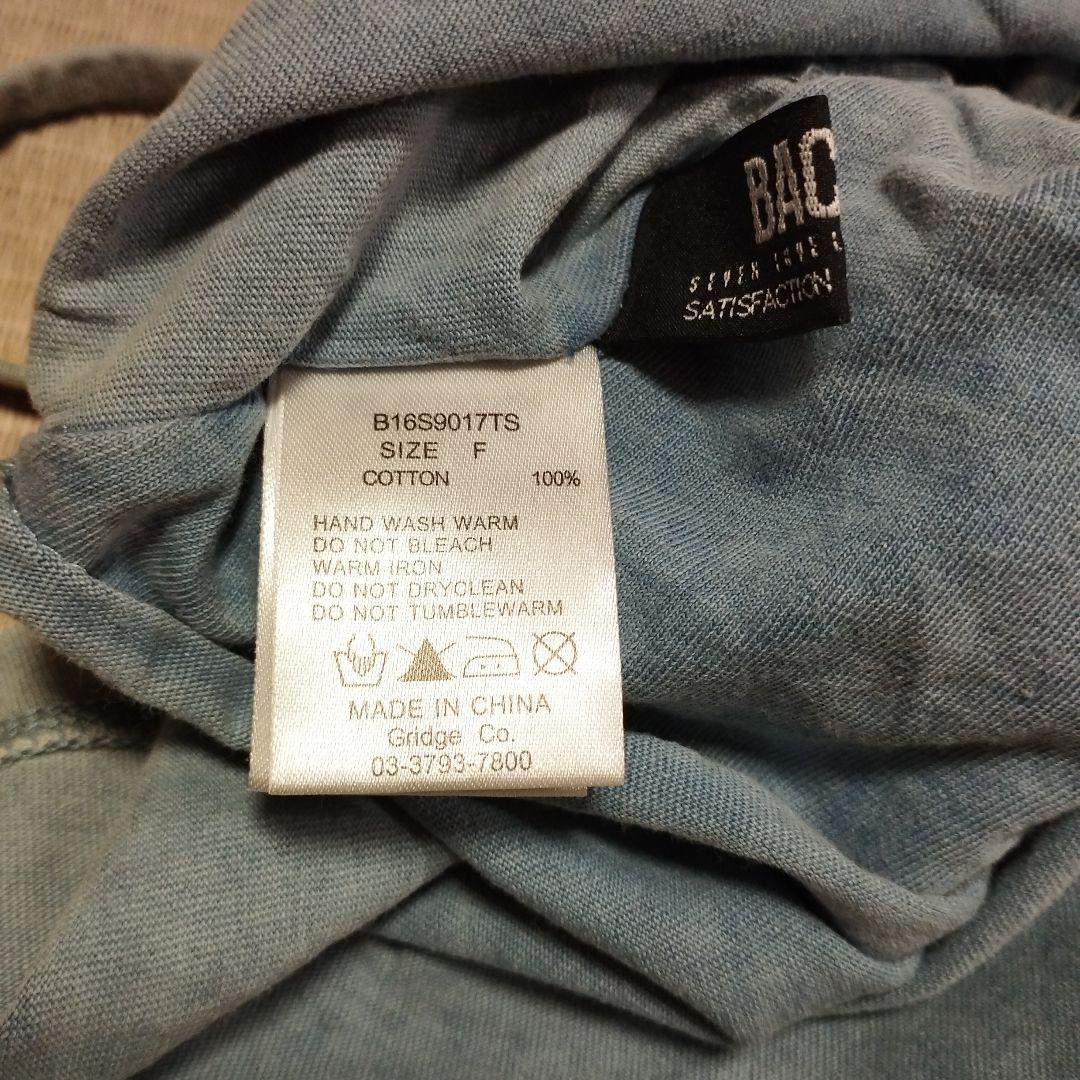 BAC
SATISFACTION
B16S9017TS
SIZE F
COTTON 100%
HAND WASH WARM
DO NOT BLEACH
WARM IRON
DO NOT DRYCLEAN
DO NOT TUMBLEWARM
MADE IN CHINA
Gridge Co.
03-3793-7800